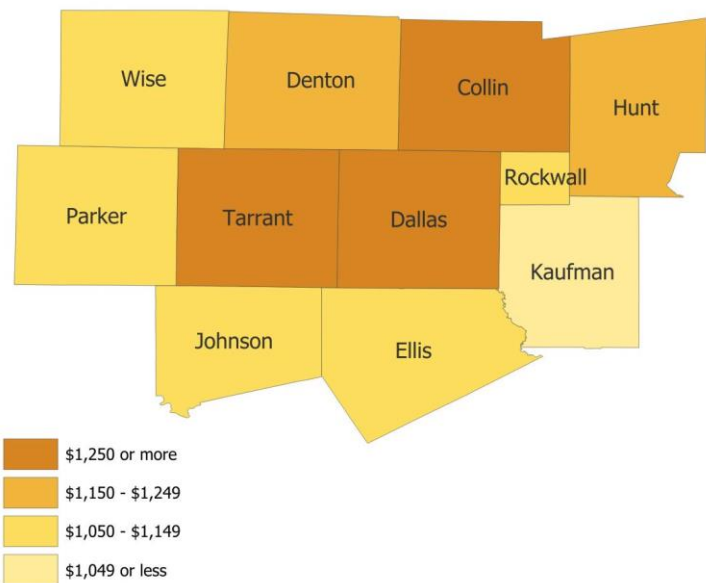 Wise
Denton
Collin
Hunt
Rockwall
Parker
Tarrant
Dallas
Kaufman
Johnson
Ellis
$1,250 or more
$1,150 - $1,249
$1,050 - $1,149
$1,049 or less